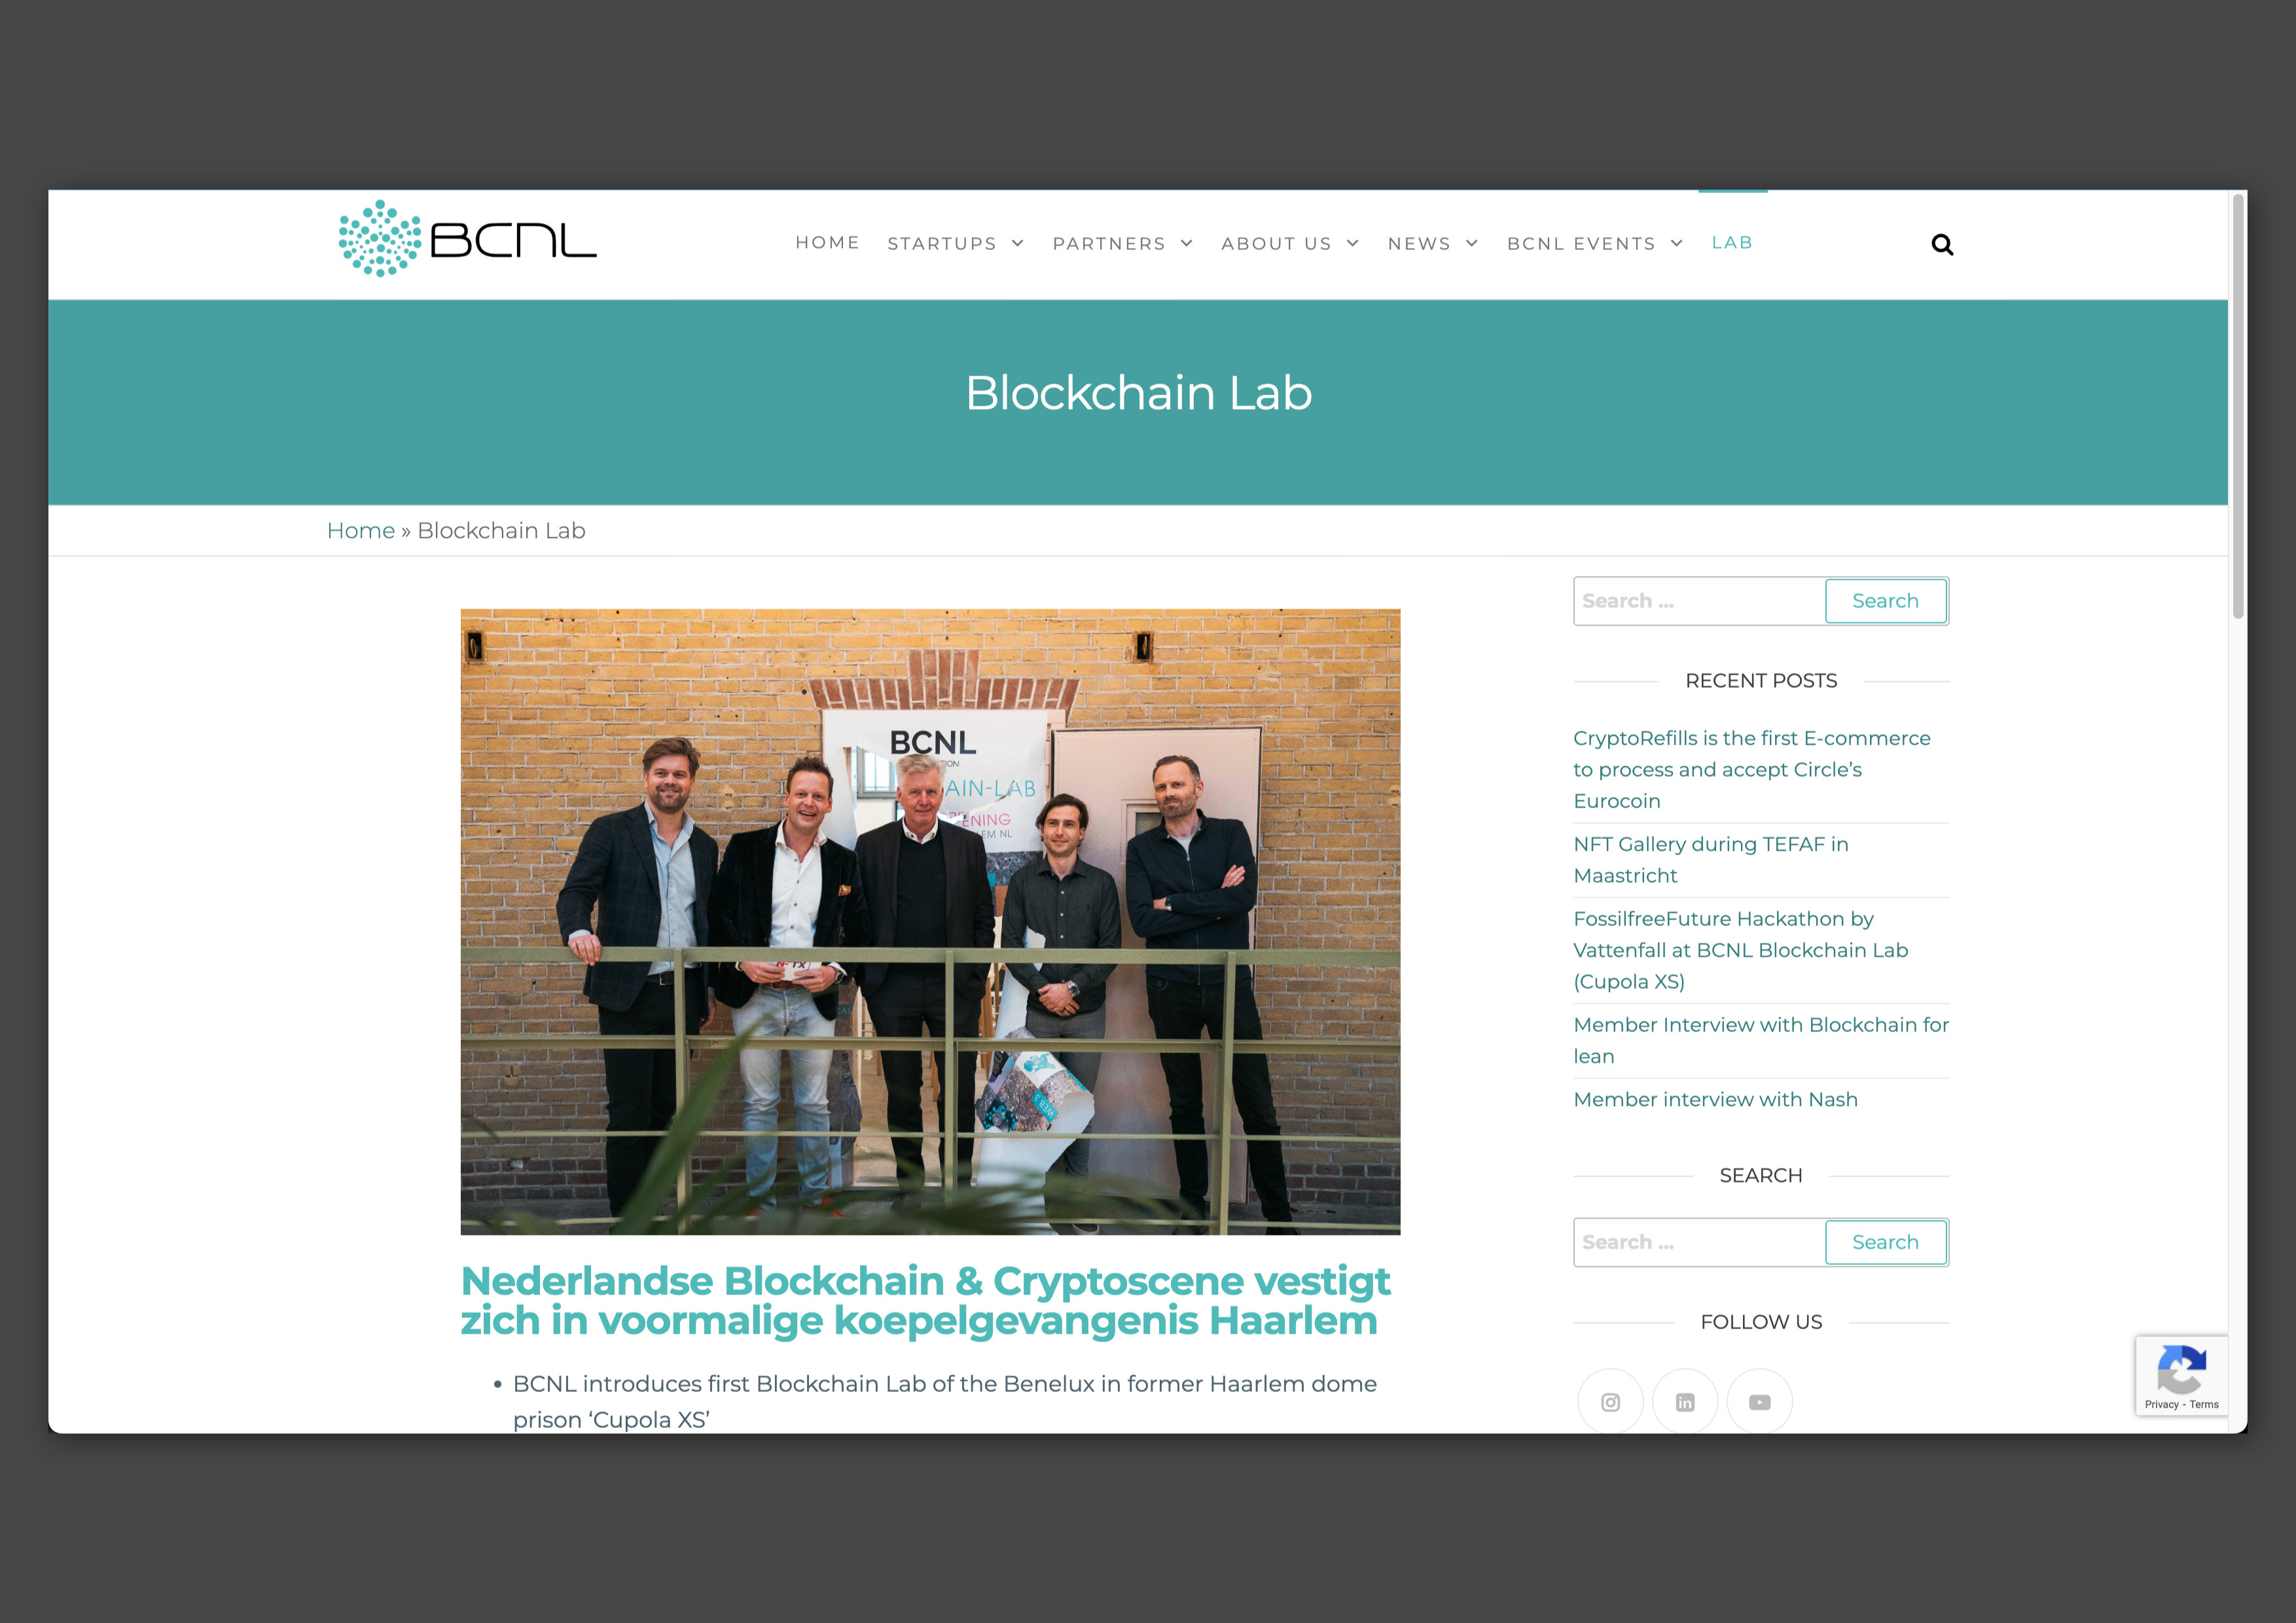 BCNL
HOME
STARTUPS
PARTNERS
ABOUT US
NEWS
BCNL EVENTS
LAB
Blockchain Lab
Home » Blockchain Lab
BCNL
AIN-LAB
ENING
LEM NL
WEB 3
Nederlandse Blockchain & Cryptoscene vestigt
zich in voormalige koepelgevangenis Haarlem
• BCNL introduces first Blockchain Lab of the Benelux in former Haarlem dome
prison ‘Cupola XS’
Search ...
Search
RECENT POSTS
CryptoRefills is the first E-commerce
to process and accept Circle’s
Eurocoin
NFT Gallery during TEFAF in
Maastricht
FossilfreeFuture Hackathon by
Vattenfall at BCNL Blockchain Lab
(Cupola XS)
Member Interview with Blockchain for
lean
Member interview with Nash
SEARCH
Search ...
Search
FOLLOW US
Privacy - Terms